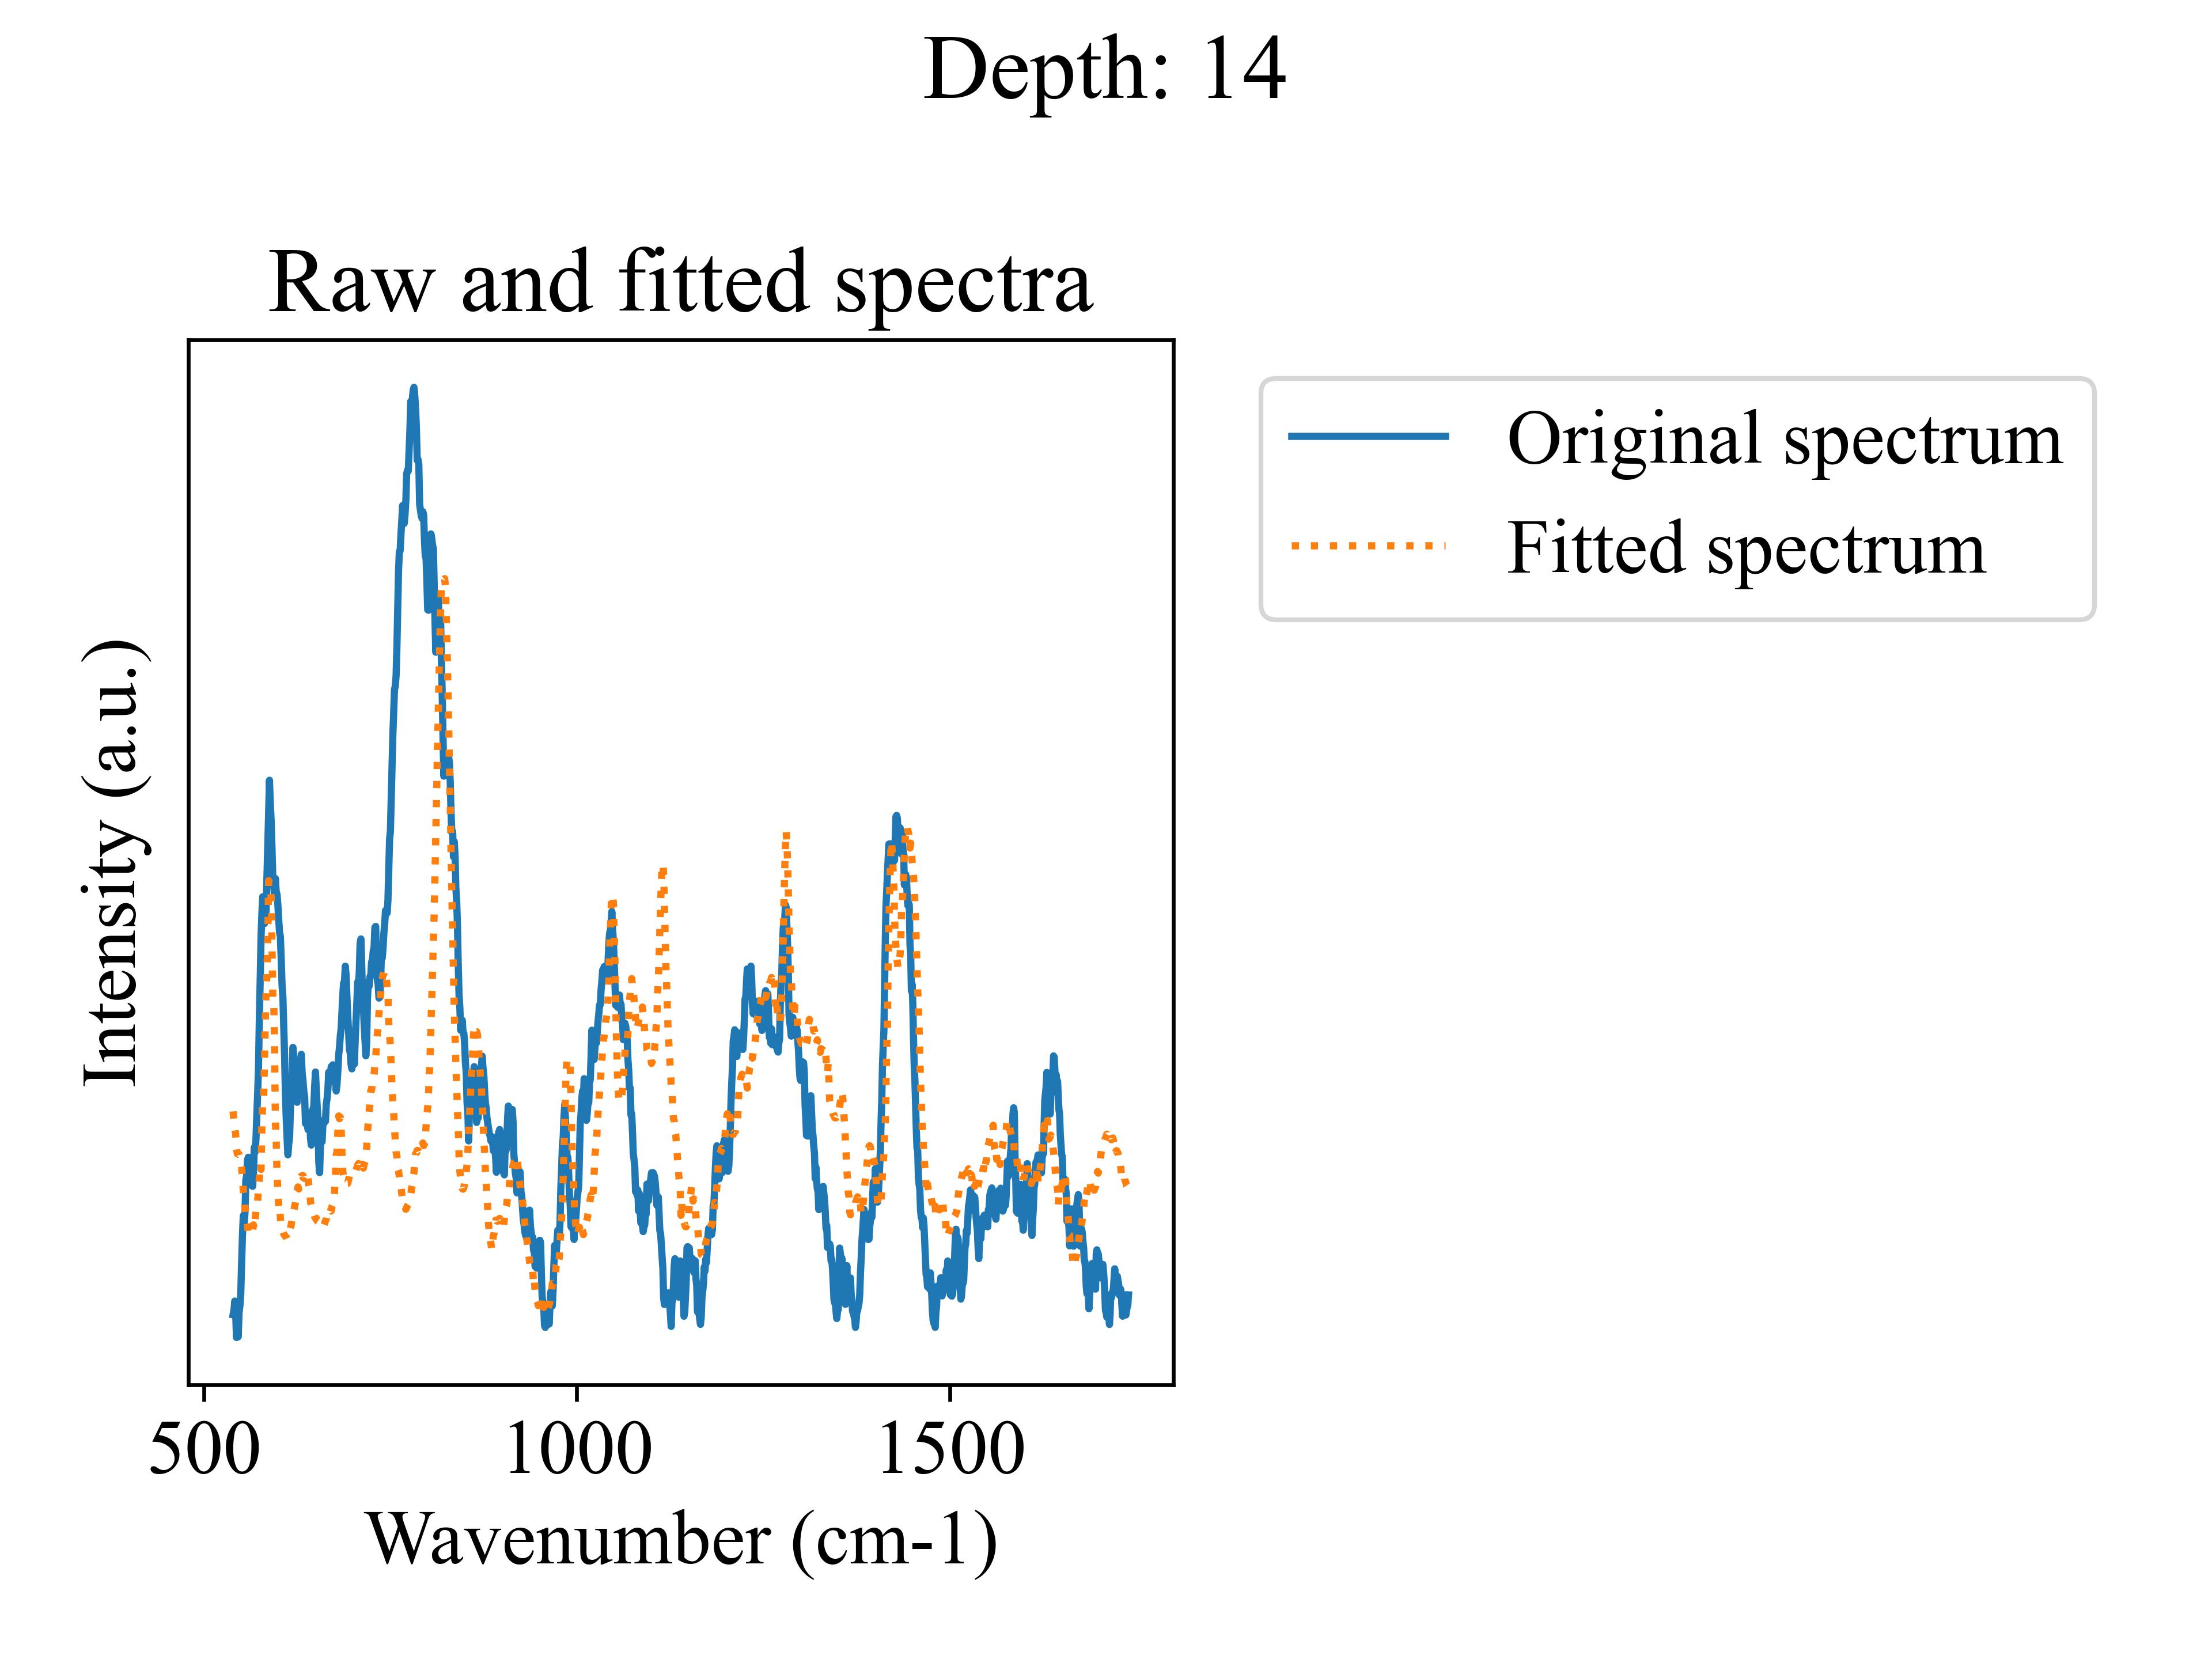 Depth: 14
Raw and fitted spectra
Original spectrum
Fitted spectrum
Intensity (a.u.)
500 1000 1500
Wavenumber (cm-1)